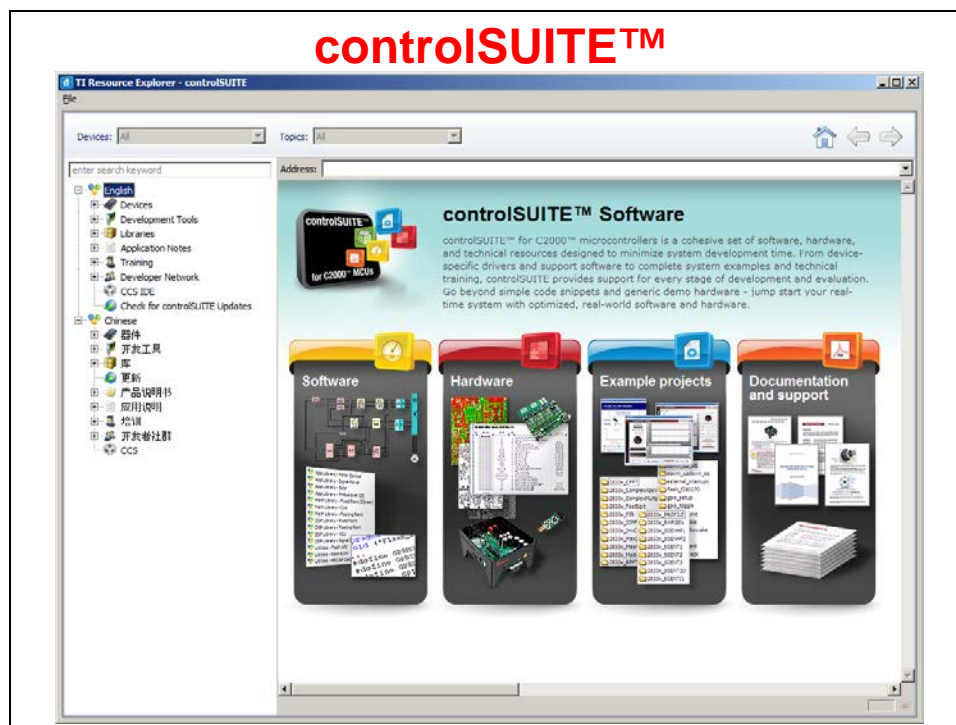 controlSUITE™
TI Resource Explorer - controlSUITE
File
Devices: All
Topics: All
enter search keyword
Address:
English
Devices
Development Tools
Libraries
Application Notes
Training
Developer Network
CCS IDE
Check for controlSUITE Updates
Chinese
器件
开发工具
库
更新
产品说明书
应用说明
培训
开发者社群
CCS
controlSUITE™
for C2000™ MCUs
controlSUITE™ Software
controlSUITE™ for C2000™ microcontrollers is a cohesive set of software, hardware,
and technical resources designed to minimize system development time. From device-
specific drivers and support software to complete system examples and technical
training, controlSUITE provides support for every stage of development and evaluation.
Go beyond simple code snippets and generic demo hardware - jump start your real-
time system with optimized, real-world software and hardware.
Software
Hardware
Example projects
Documentation
and support